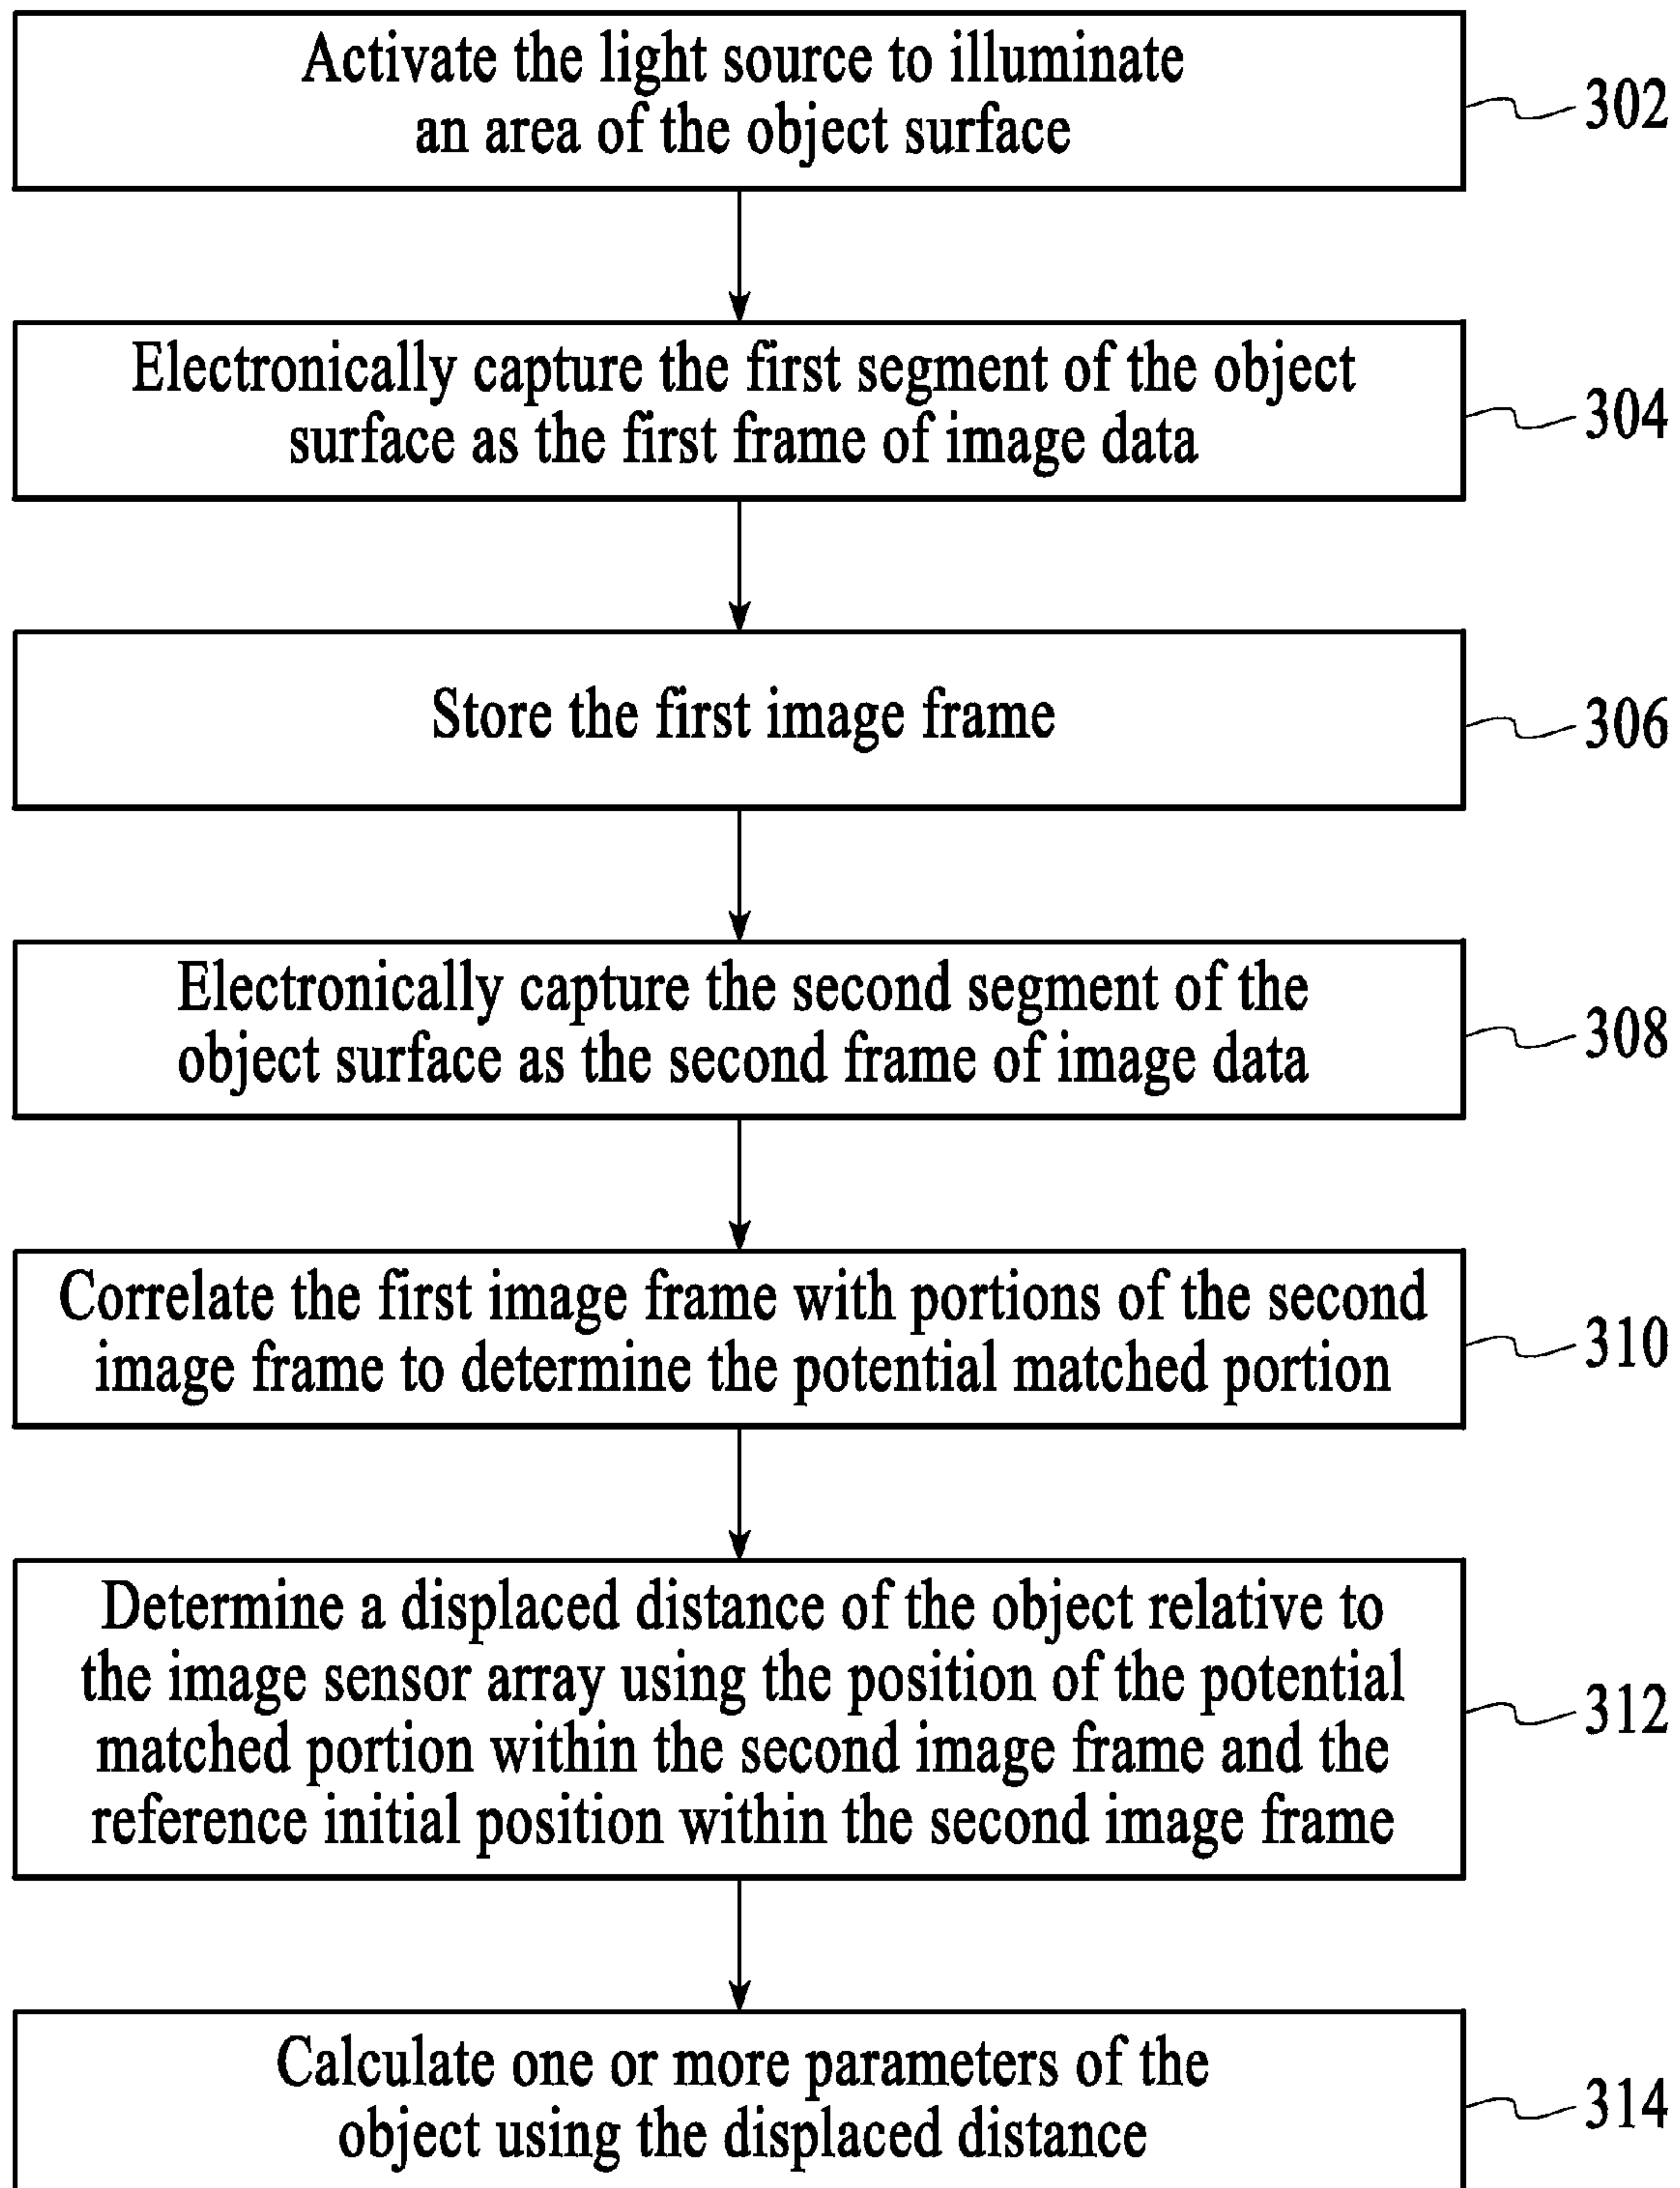 Activate the light source to illuminate
an area of the object surface
302
Electronically capture the first segment of the object
surface as the first frame of image data
304
Store the first image frame
306
Electronically capture the second segment of the
object surface as the second frame of image data
308
Correlate the first image frame with portions of the second
image frame to determine the potential matched portion
310
Determine a displaced distance of the object relative to
the image sensor array using the position of the potential
matched portion within the second image frame and the
reference initial position within the second image frame
312
Calculate one or more parameters of the
object using the displaced distance
314